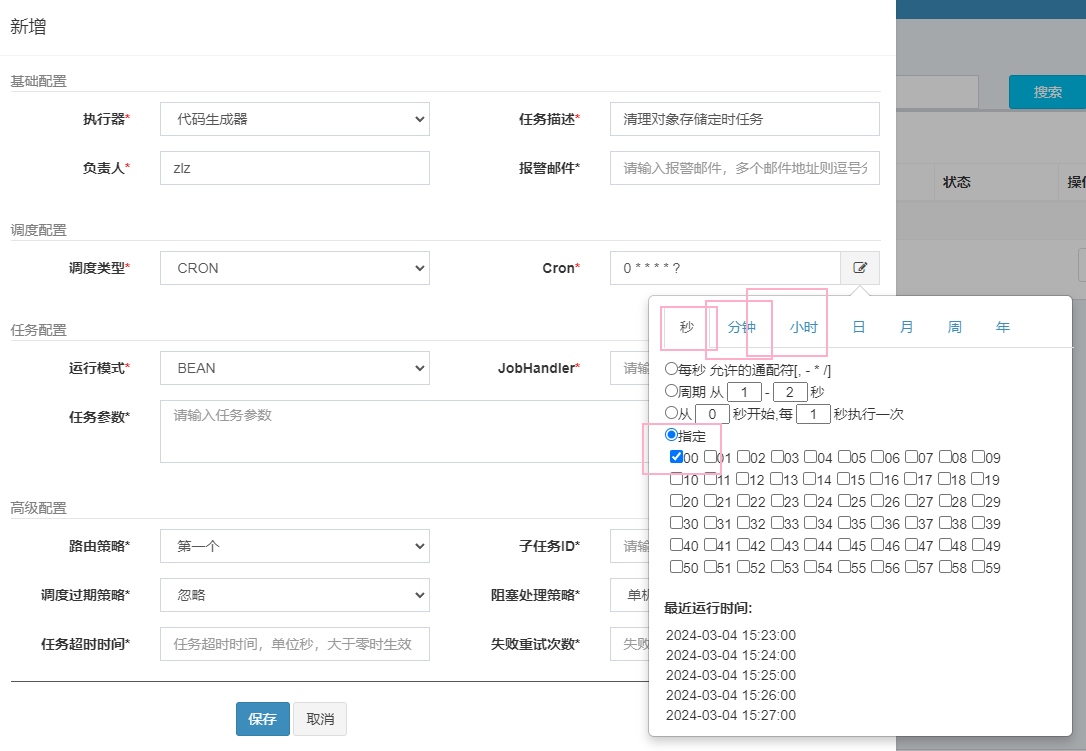 新增
搜索
基础配置
执行器* 代码生成器 任务描述* 清理对象存储定时任务
负责人* zlz 报警邮件* 请输入报警邮件，多个邮件地址则逗号分
状态 操作
调度配置
调度类型* CRON Cron* 0 * * * * ?
任务配置
运行模式* BEAN JobHandler* 请输
任务参数* 请输入任务参数
高级配置
路由策略* 第一个 子任务ID* 请输
调度过期策略* 忽略 阻塞处理策略* 单机
任务超时时间* 任务超时时间，单位秒，大于零时生效 失败重试次数* 失败
保存 取消
秒 分钟 小时 日 月 周 年
每秒 允许的通配符[, - * /]
周期 从 1 - 2 秒
从 0 秒开始,每 1 秒执行一次
指定
00 01 02 03 04 05 06 07 08 09
10 11 12 13 14 15 16 17 18 19
20 21 22 23 24 25 26 27 28 29
30 31 32 33 34 35 36 37 38 39
40 41 42 43 44 45 46 47 48 49
50 51 52 53 54 55 56 57 58 59
最近运行时间:
2024-03-04 15:23:00
2024-03-04 15:24:00
2024-03-04 15:25:00
2024-03-04 15:26:00
2024-03-04 15:27:00